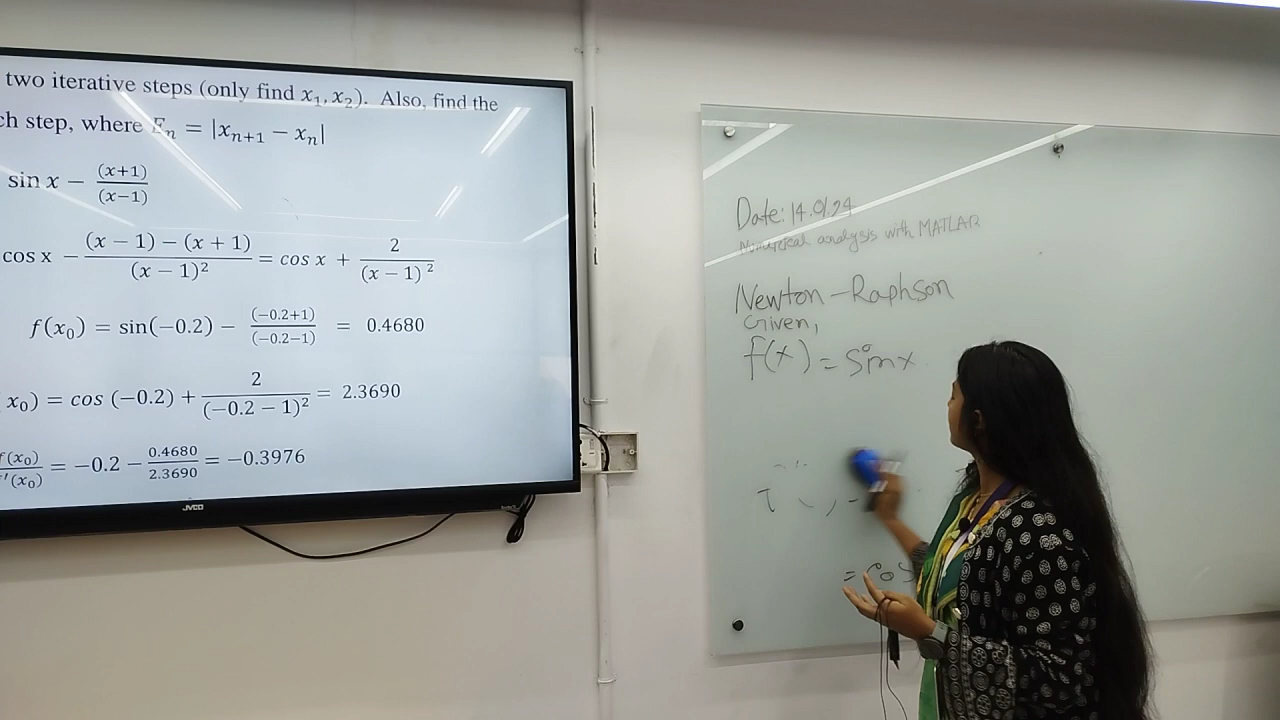 two iterative steps (only find x₁, x₂). Also, find the
ch step, where Eₙ = |xₙ₊₁ − xₙ|
sin x − (x+1)/(x−1)
cos x − ((x − 1) − (x + 1))/(x − 1)² = cos x + 2/(x − 1)²
f(x₀) = sin(−0.2) − (−0.2+1)/(−0.2−1) = 0.4680
x₀) = cos (−0.2) + 2/(−0.2 − 1)² = 2.3690
f(x₀)/′(x₀) = −0.2 − 0.4680/2.3690 = −0.3976
JVCO
Date: 14.01.24
Numerical analysis with MATLAB
Newton-Raphson
Given,
f(x) = sin x
= cos